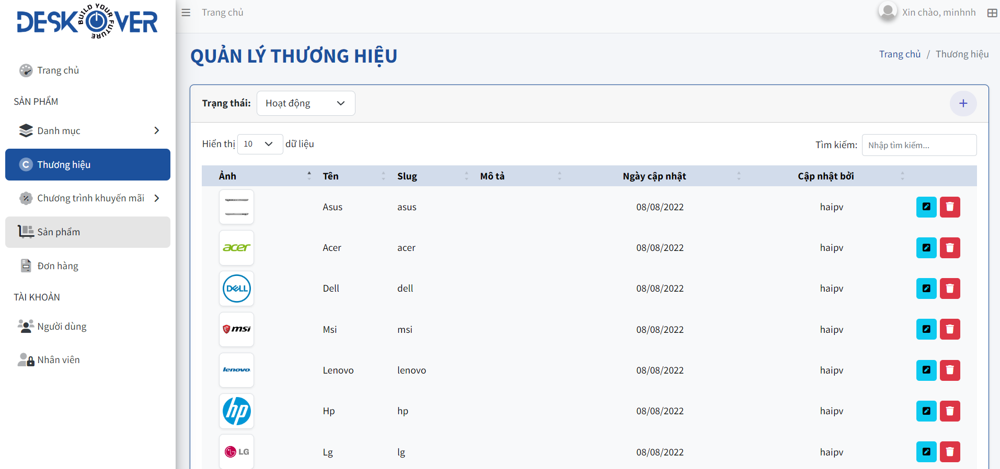 DESKOVER
BUILD YOUR FUTURE
Trang chủ
Xin chào, minhnh
QUẢN LÝ THƯƠNG HIỆU
Trang chủ / Thương hiệu
Trang chủ
SẢN PHẨM
Danh mục
Thương hiệu
Chương trình khuyến mãi
Sản phẩm
Đơn hàng
TÀI KHOẢN
Người dùng
Nhân viên
Trạng thái: Hoạt động
+
Hiển thị 10 dữ liệu
Tìm kiếm: Nhập tìm kiếm...
Ảnh Tên Slug Mô tả Ngày cập nhật Cập nhật bởi
Asus asus 08/08/2022 haipv
acer Acer acer 08/08/2022 haipv
DELL Dell dell 08/08/2022 haipv
msi Msi msi 08/08/2022 haipv
lenovo Lenovo lenovo 08/08/2022 haipv
hp Hp hp 08/08/2022 haipv
LG Lg lg 08/08/2022 haipv